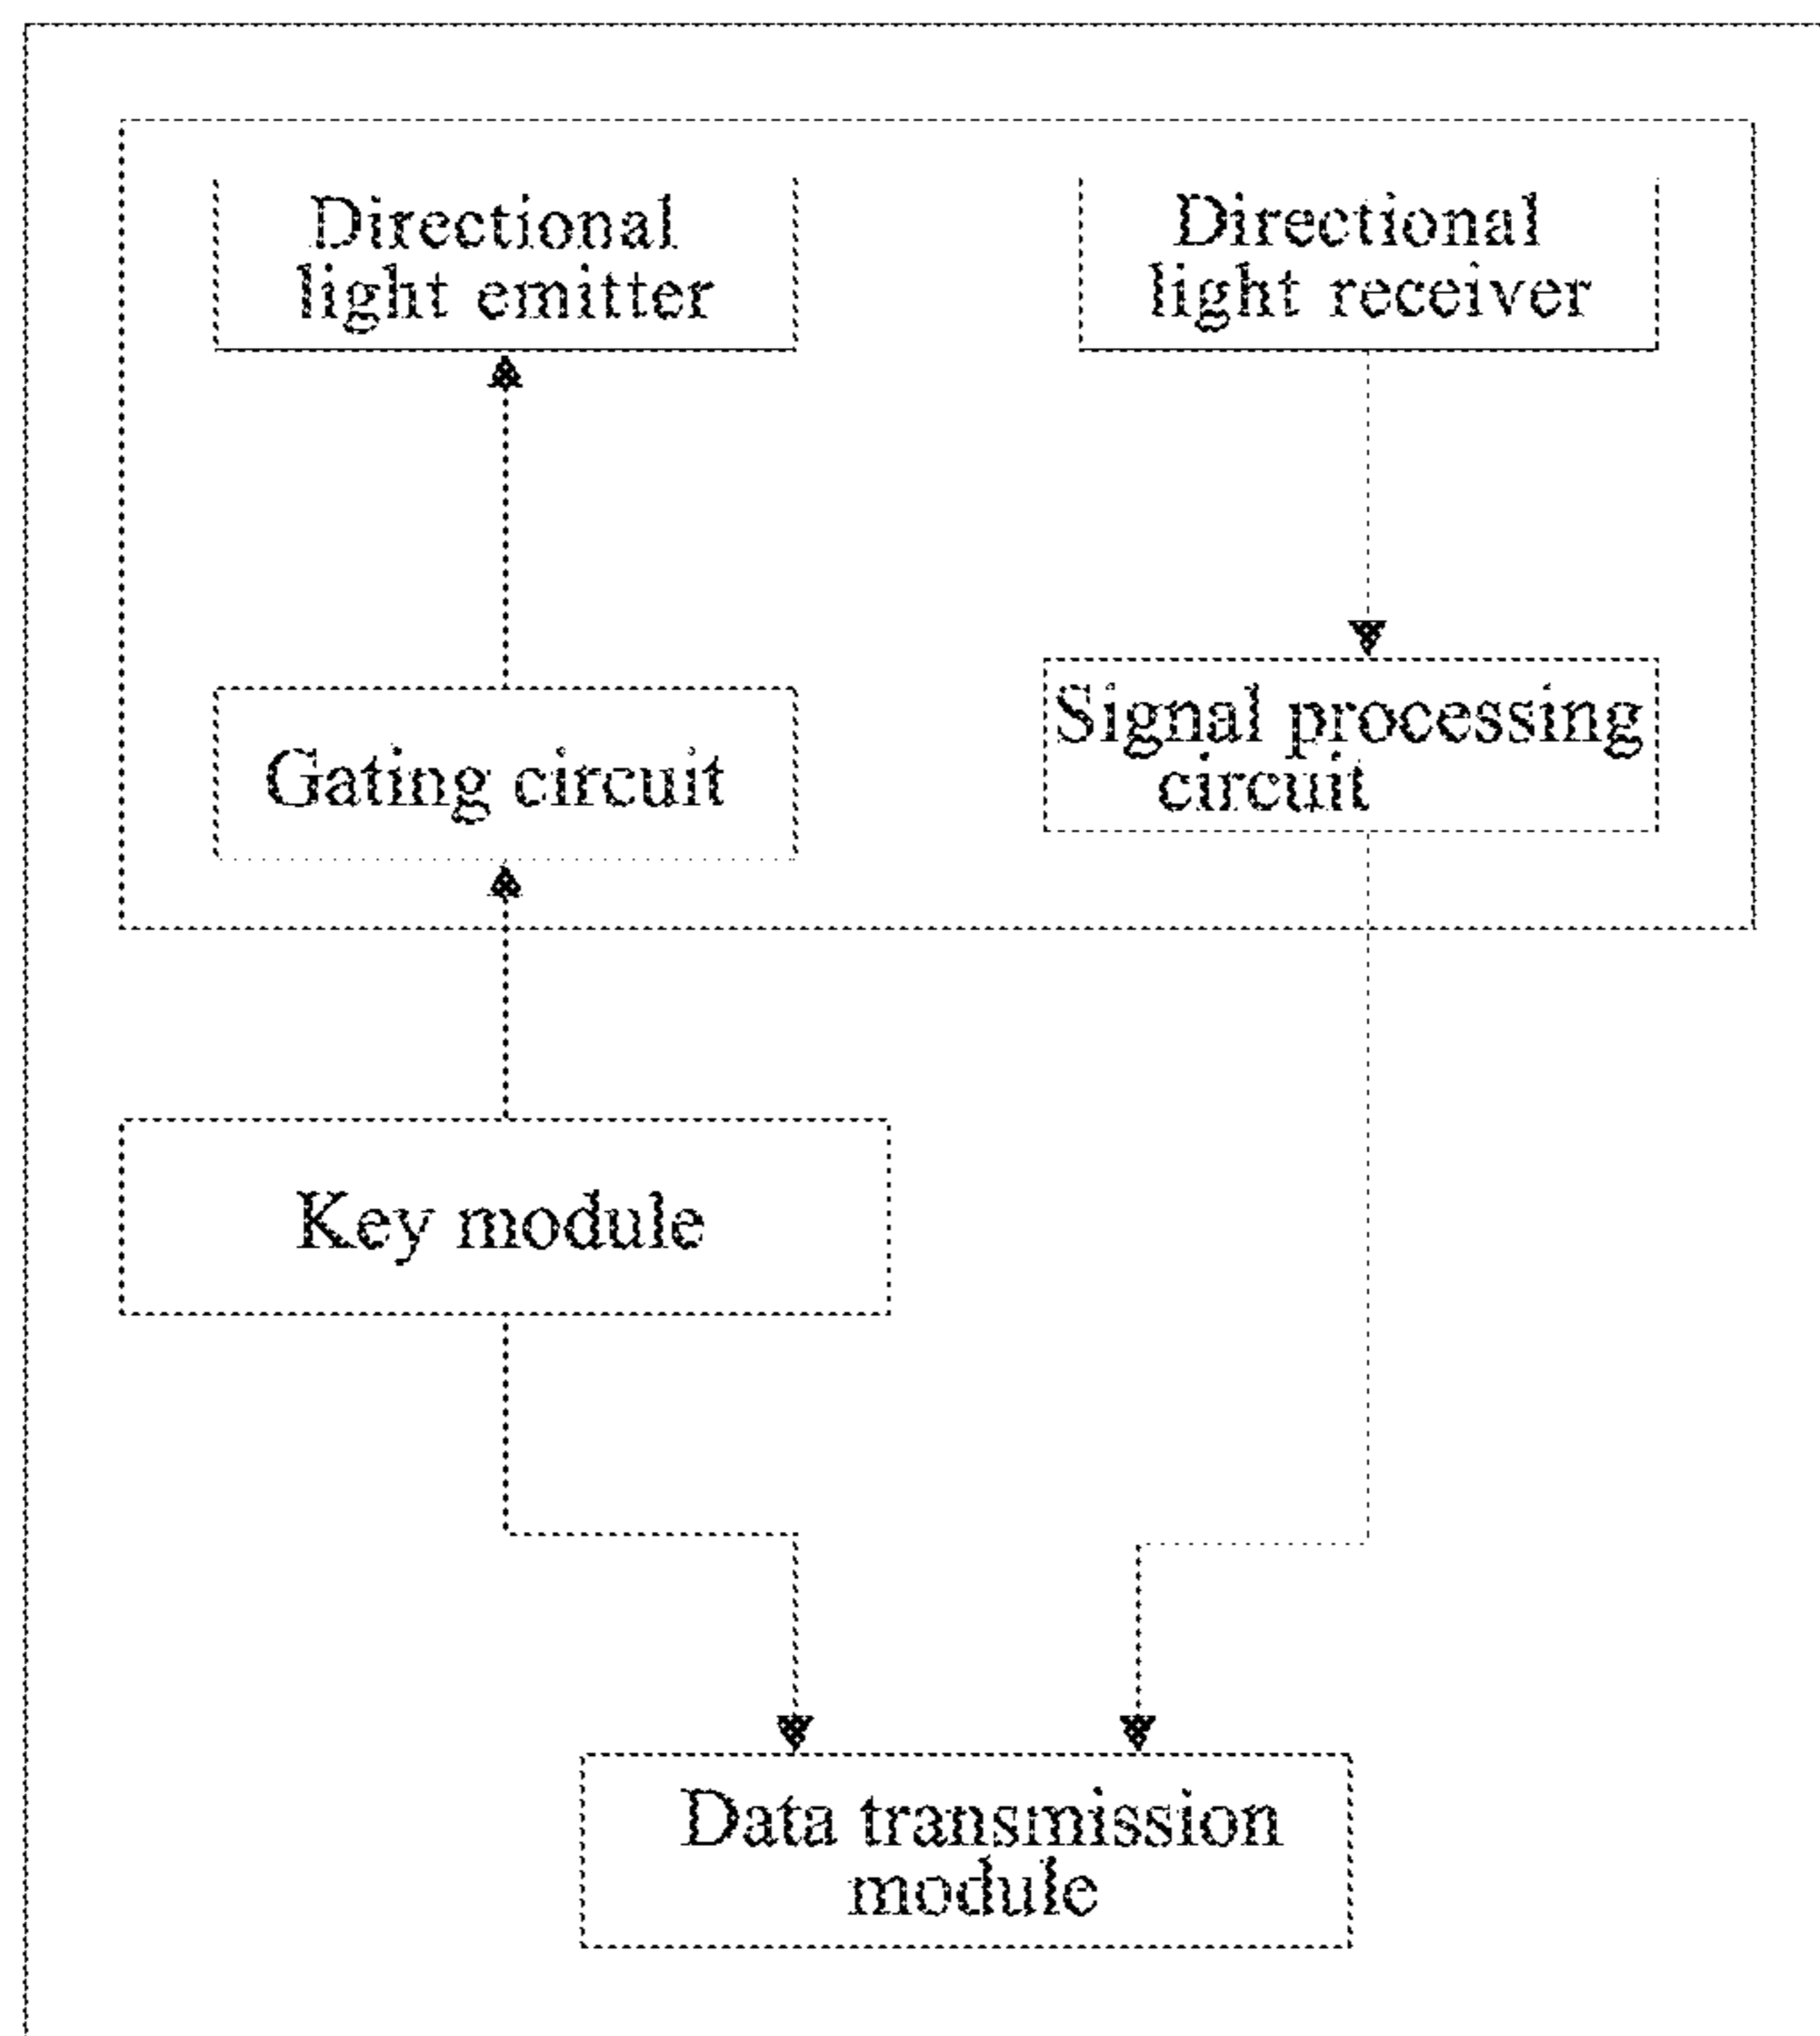 Directional
light emitter
Directional
light receiver
Gating circuit
Signal processing
circuit
Key module
Data transmission
module